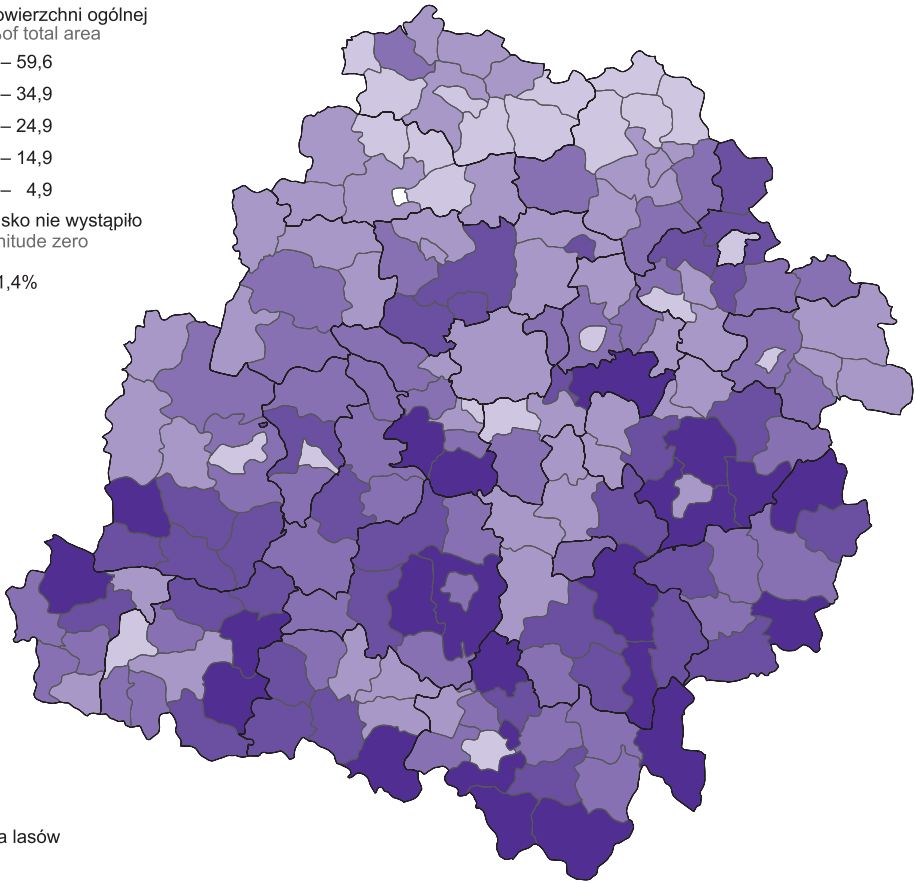 owierzchni ogólnej
of total area
– 59,6
– 34,9
– 24,9
– 14,9
– 4,9
sko nie wystąpiło
nitude zero
1,4%
a lasów